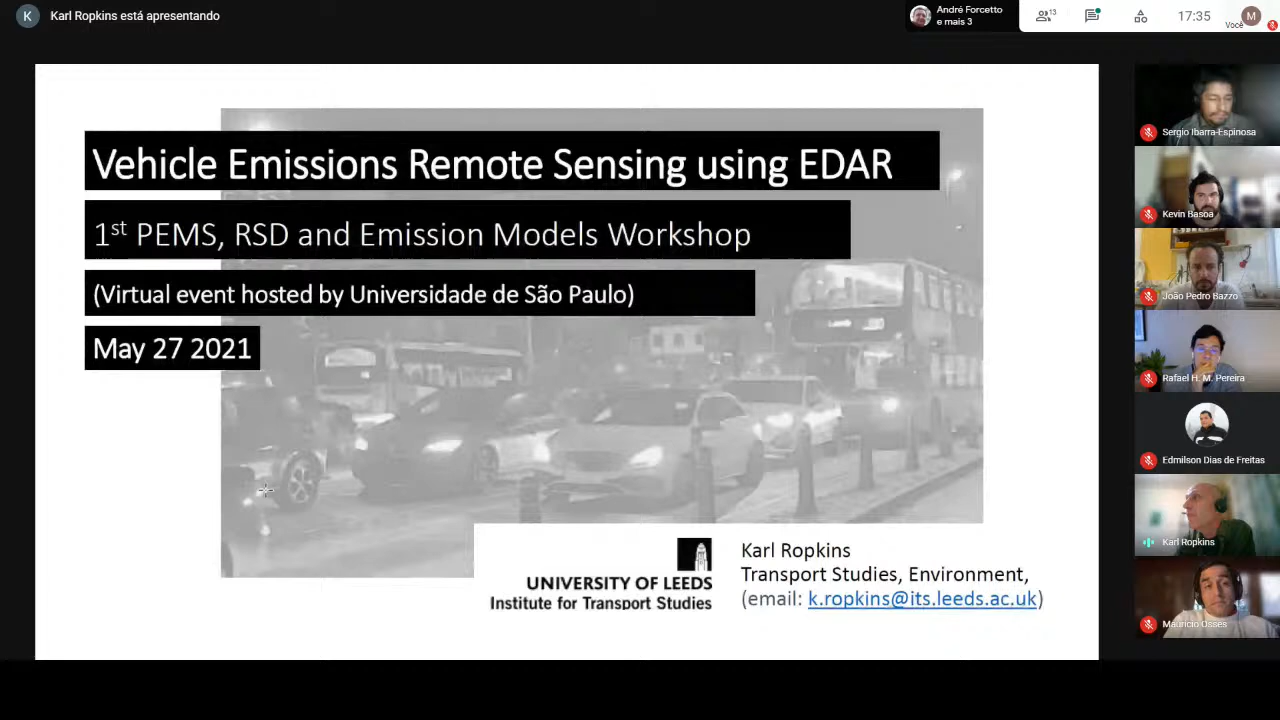 K
Karl Ropkins está apresentando
André Forcetto
e mais 3
13
17:35
Você
M
Vehicle Emissions Remote Sensing using EDAR
1st PEMS, RSD and Emission Models Workshop
(Virtual event hosted by Universidade de São Paulo)
May 27 2021
UNIVERSITY OF LEEDS
Institute for Transport Studies
Karl Ropkins
Transport Studies, Environment,
(email: k.ropkins@its.leeds.ac.uk)
Sergio Ibarra-Espinosa
Kevin Basoa
João Pedro Bazzo
Rafael H. M. Pereira
Edmilson Dias de Freitas
Karl Ropkins
Mauricio Osses